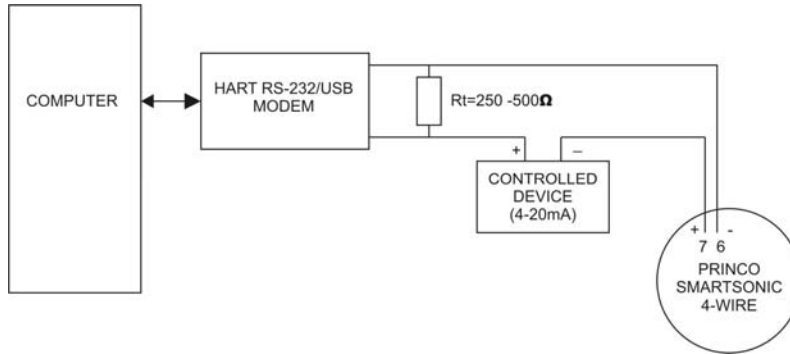 COMPUTER
HART RS-232/USB
MODEM
Rt=250 -500Ω
+ –
CONTROLLED
DEVICE
(4-20mA)
+ -
7 6
PRINCO
SMARTSONIC
4-WIRE